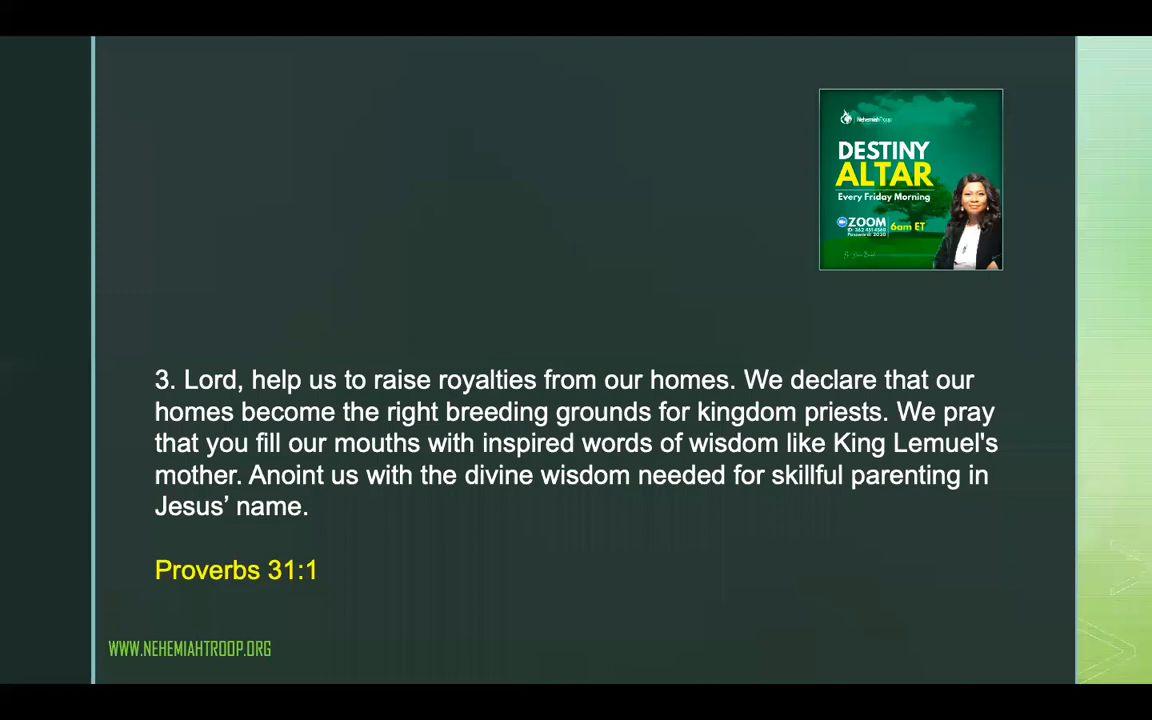 NehemiahTroop
DESTINY
ALTAR
Every Friday Morning
ZOOM
6am ET
3. Lord, help us to raise royalties from our homes. We declare that our
homes become the right breeding grounds for kingdom priests. We pray
that you fill our mouths with inspired words of wisdom like King Lemuel's
mother. Anoint us with the divine wisdom needed for skillful parenting in
Jesus’ name.
Proverbs 31:1
WWW.NEHEMIAHTROOP.ORG